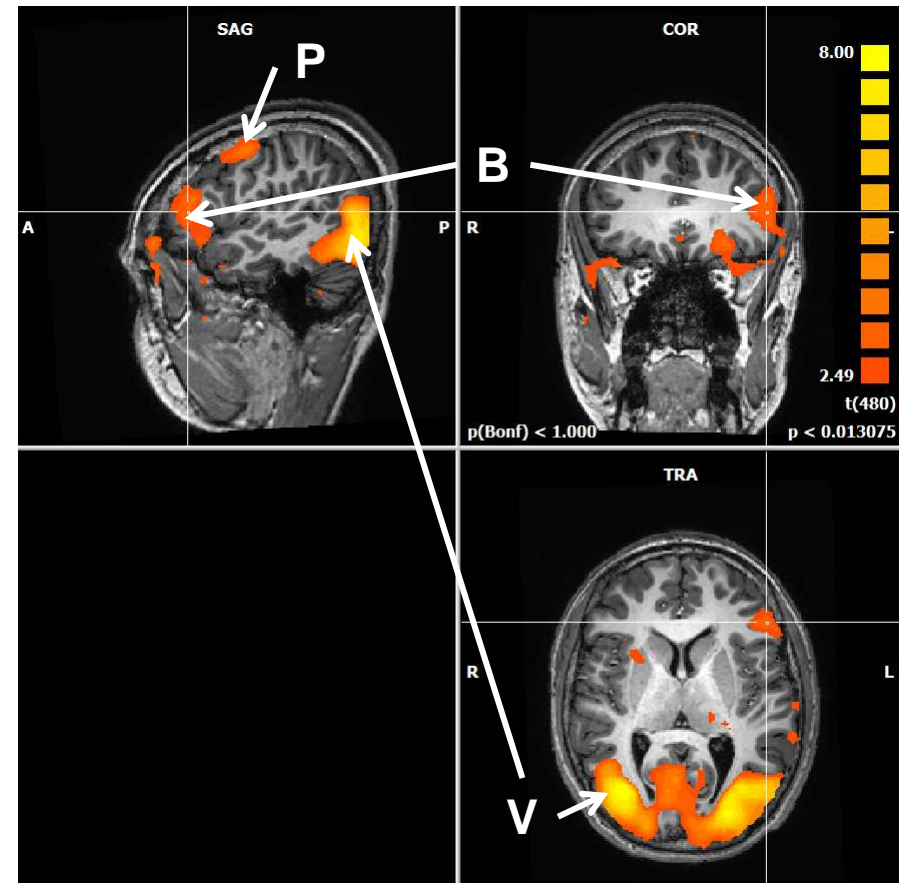 SAG
P
A
P
COR
8.00
B
R
2.49
t(480)
p(Bonf) < 1.000
p < 0.013075
TRA
R
L
V